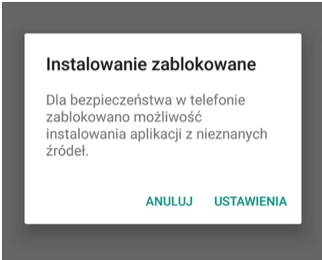 Instalowanie zablokowane
Dla bezpieczeństwa w telefonie
zablokowano możliwość
instalowania aplikacji z nieznanych
źródeł.
ANULUJ USTAWIENIA